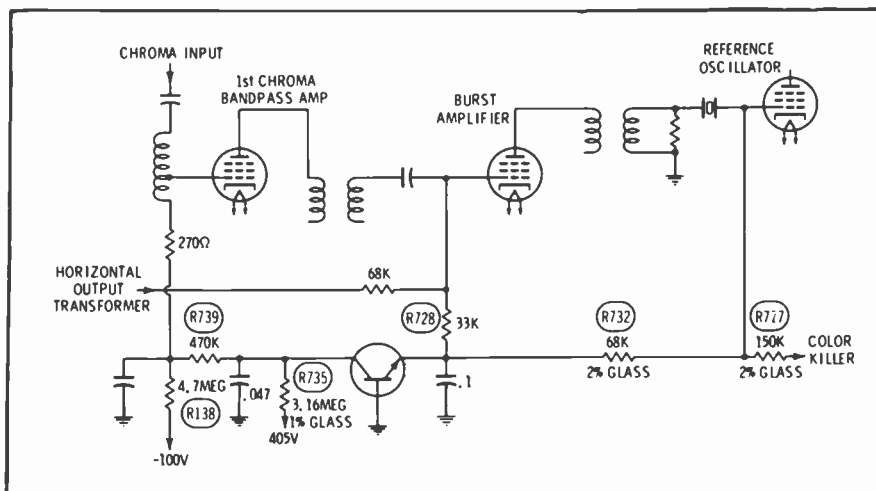 CHROMA INPUT
1st CHROMA
BANDPASS AMP
BURST
AMPLIFIER
REFERENCE
OSCILLATOR
270Ω
HORIZONTAL
OUTPUT
TRANSFORMER
68K
R739
470K
R728
33K
R732
68K
2% GLASS
R777
150K
2% GLASS
COLOR
KILLER
4.7MEG
R138
-100V
.047
R735
3.16MEG
1% GLASS
405V
.1